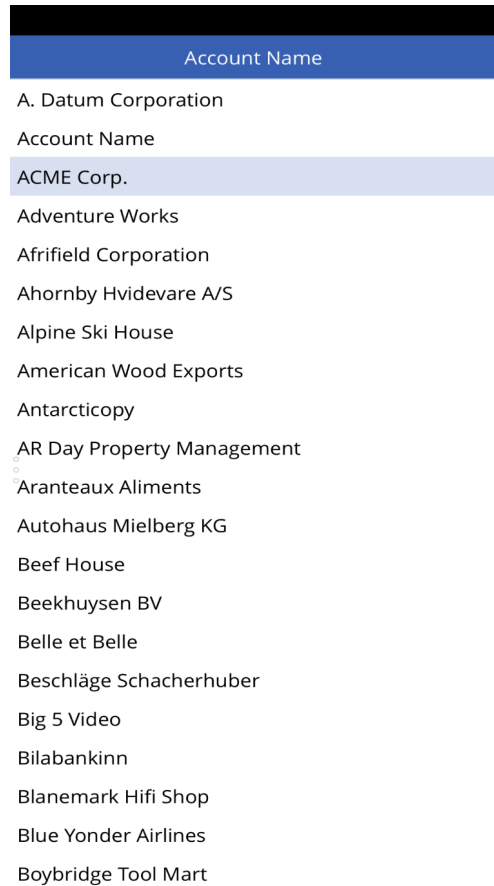 Account Name
A. Datum Corporation
Account Name
ACME Corp.
Adventure Works
Afrifield Corporation
Ahornby Hvidevare A/S
Alpine Ski House
American Wood Exports
Antarcticopy
AR Day Property Management
Aranteaux Aliments
Autohaus Mielberg KG
Beef House
Beekhuysen BV
Belle et Belle
Beschläge Schacherhuber
Big 5 Video
Bilabankinn
Blanemark Hifi Shop
Blue Yonder Airlines
Boybridge Tool Mart